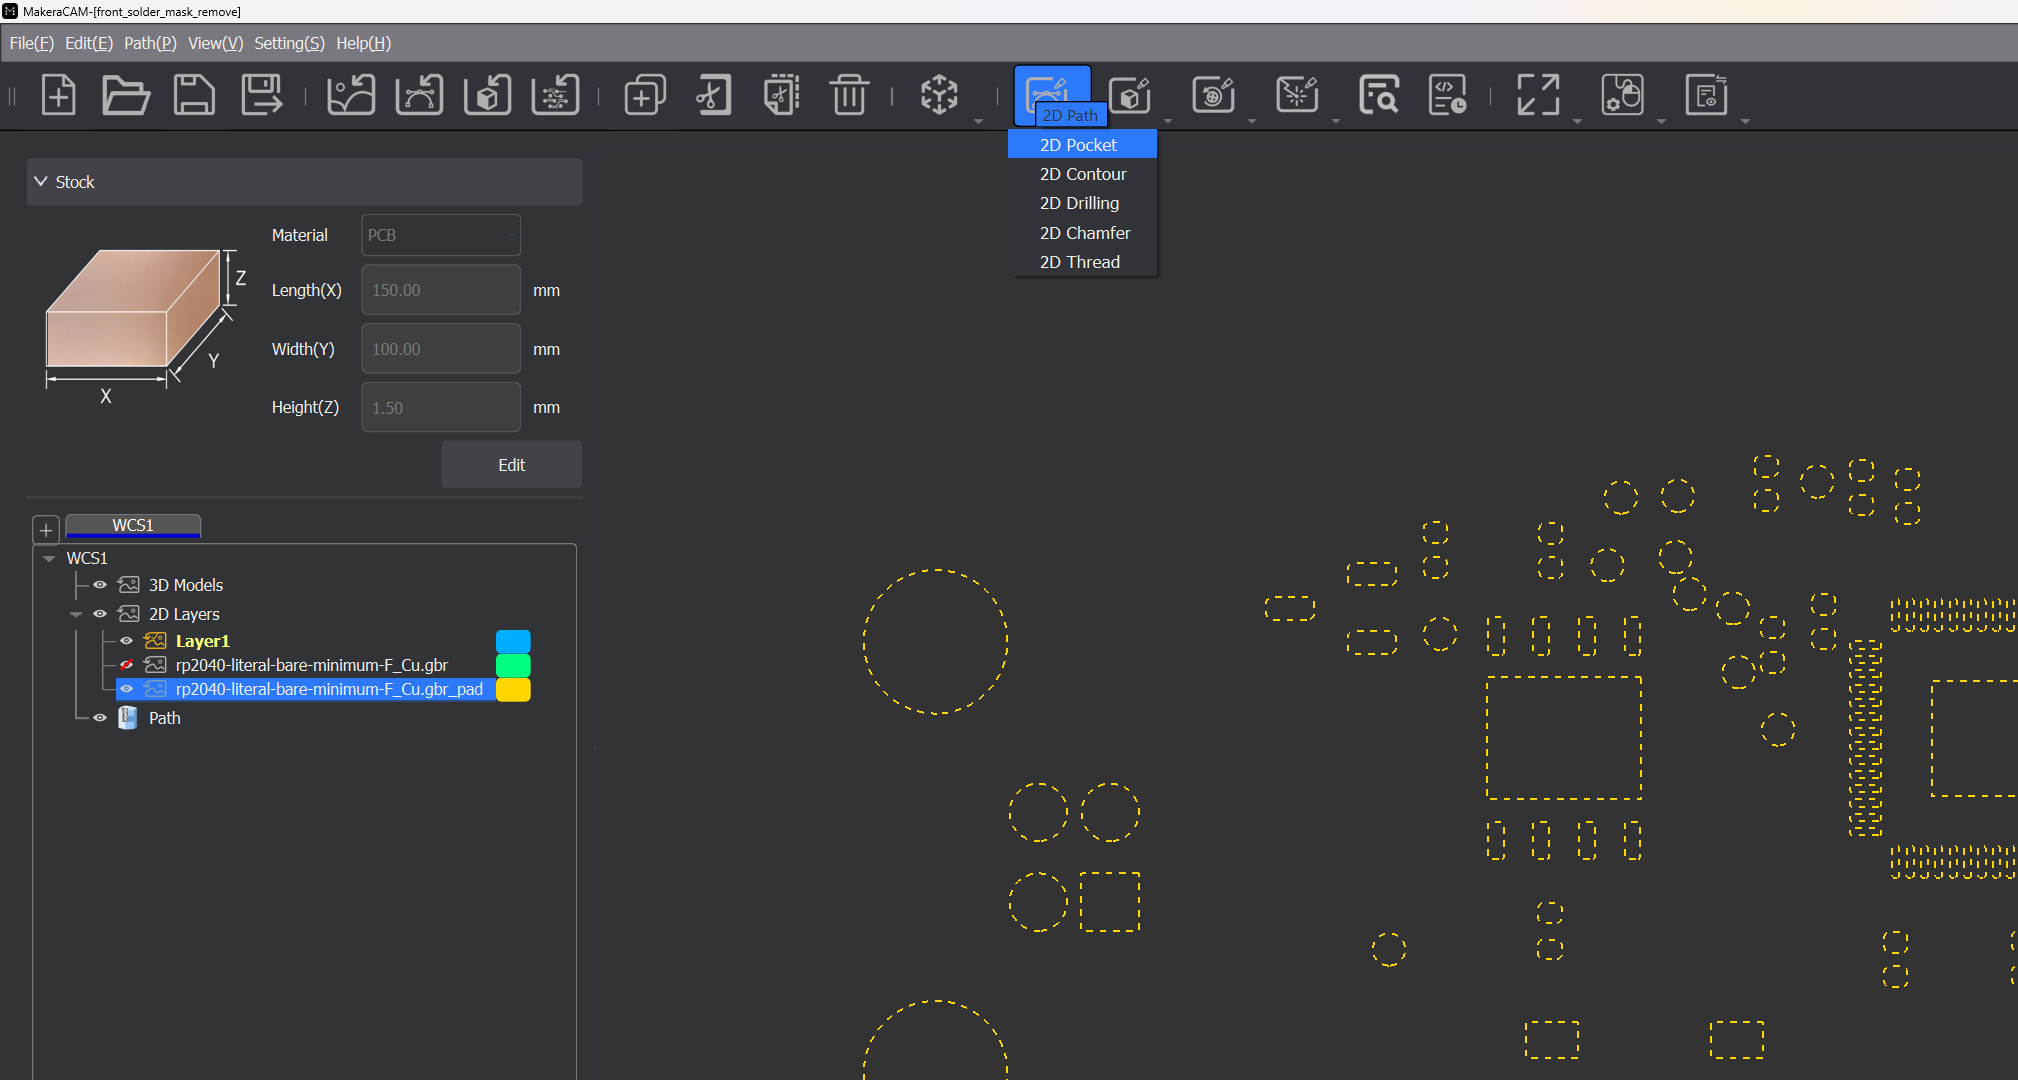 MakeraCAM-[front_solder_mask_remove]
File(F) Edit(E) Path(P) View(V) Setting(S) Help(H)
2D Path
2D Pocket
2D Contour
2D Drilling
2D Chamfer
2D Thread
Stock
Material PCB
Length(X) 150.00 mm
Width(Y) 100.00 mm
Height(Z) 1.50 mm
Z
Y
X
Edit
+ WCS1
WCS1
3D Models
2D Layers
Layer1
rp2040-literal-bare-minimum-F_Cu.gbr
rp2040-literal-bare-minimum-F_Cu.gbr_pad
Path